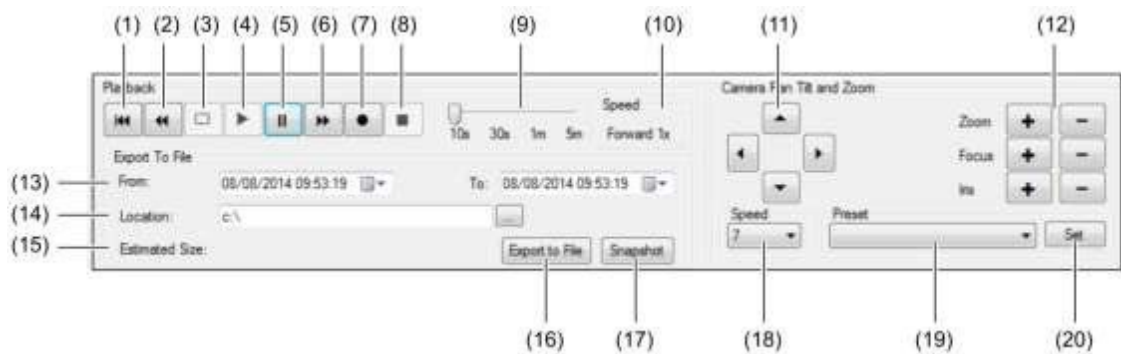 (1) (2) (3) (4) (5) (6) (7) (8) (9) (10) (11) (12)
Playback
Camera Pan Tilt and Zoom
Speed
10s 30s 1m 5m Forward 1x
Zoom
Focus
Iris
Export To File
(13) From: 08/08/2014 09:53:19 To: 08/08/2014 09:53:19
(14) Location: c:\ ...
(15) Estimated Size:
Export to File Snapshot
Speed Preset
7 Set
(16) (17) (18) (19) (20)